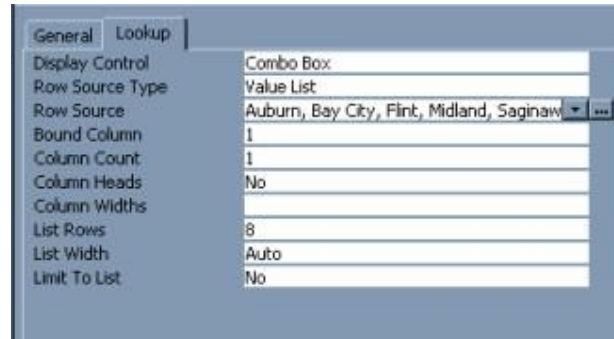 General Lookup
Display Control Combo Box
Row Source Type Value List
Row Source Auburn, Bay City, Flint, Midland, Saginaw
Bound Column 1
Column Count 1
Column Heads No
Column Widths
List Rows 8
List Width Auto
Limit To List No